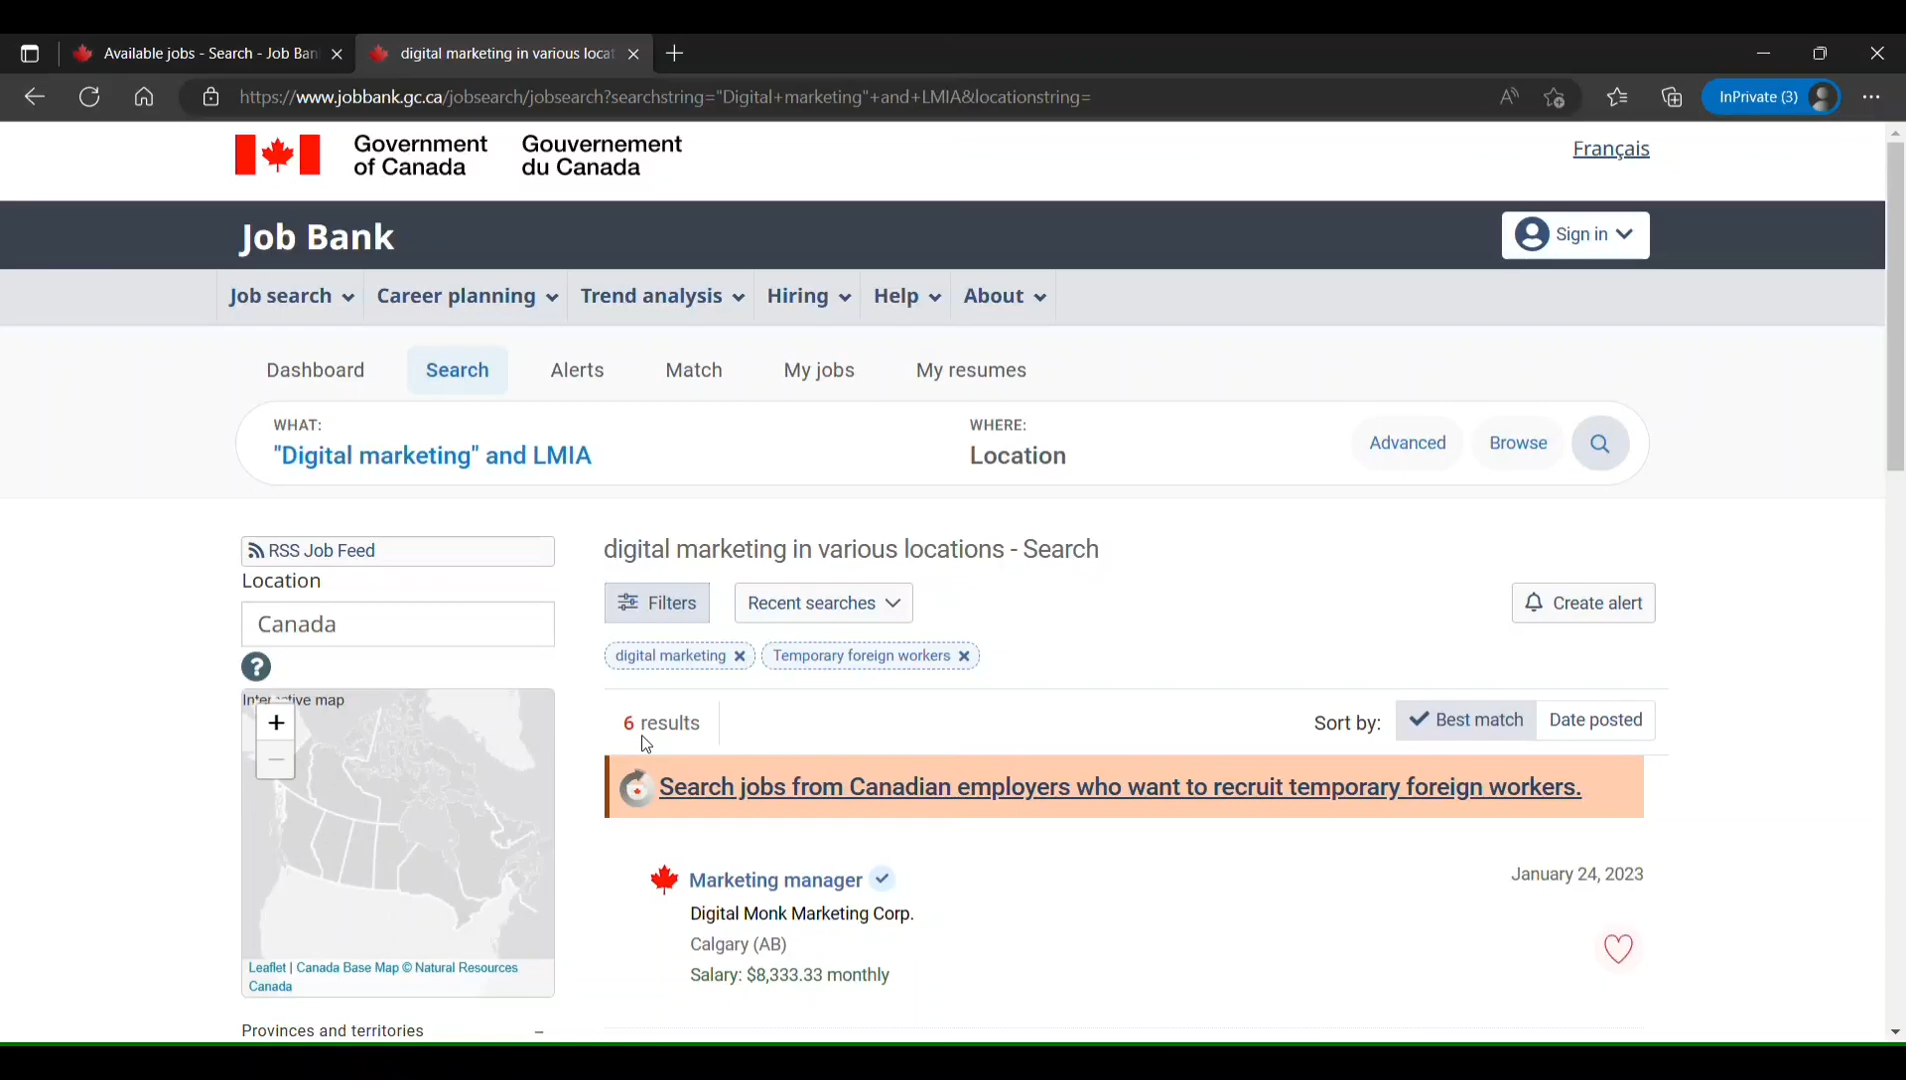 Available jobs - Search - Job Ban
digital marketing in various locat
https://www.jobbank.gc.ca/jobsearch/jobsearch?searchstring="Digital+marketing"+and+LMIA&locationstring=
InPrivate (3)
Government of Canada
Gouvernement du Canada
Français
Job Bank
Sign in
Job search
Career planning
Trend analysis
Hiring
Help
About
Dashboard
Search
Alerts
Match
My jobs
My resumes
WHAT:
"Digital marketing" and LMIA
WHERE:
Location
Advanced
Browse
RSS Job Feed
Location
Canada
?
Interactive map
+
−
Leaflet | Canada Base Map © Natural Resources
Canada
Provinces and territories
−
digital marketing in various locations - Search
Filters
Recent searches
Create alert
digital marketing
Temporary foreign workers
6 results
Sort by:
Best match
Date posted
Search jobs from Canadian employers who want to recruit temporary foreign workers.
Marketing manager
January 24, 2023
Digital Monk Marketing Corp.
Calgary (AB)
Salary: $8,333.33 monthly